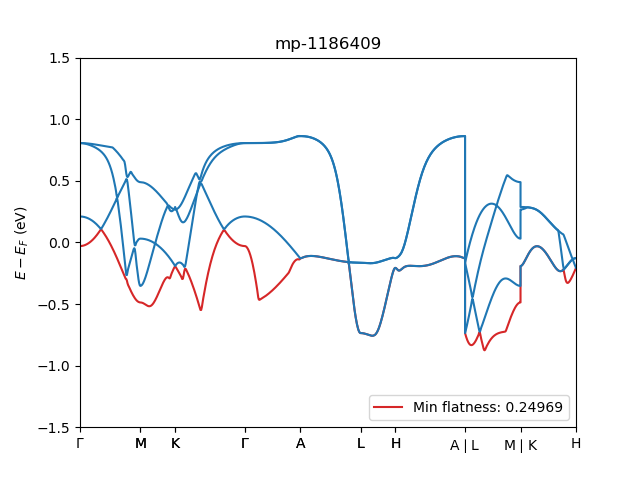 mp-1186409
E − E_F (eV)
1.5
1.0
0.5
0.0
−0.5
−1.0
−1.5
Min flatness: 0.24969
Γ M K Γ A L H A | L M | K H